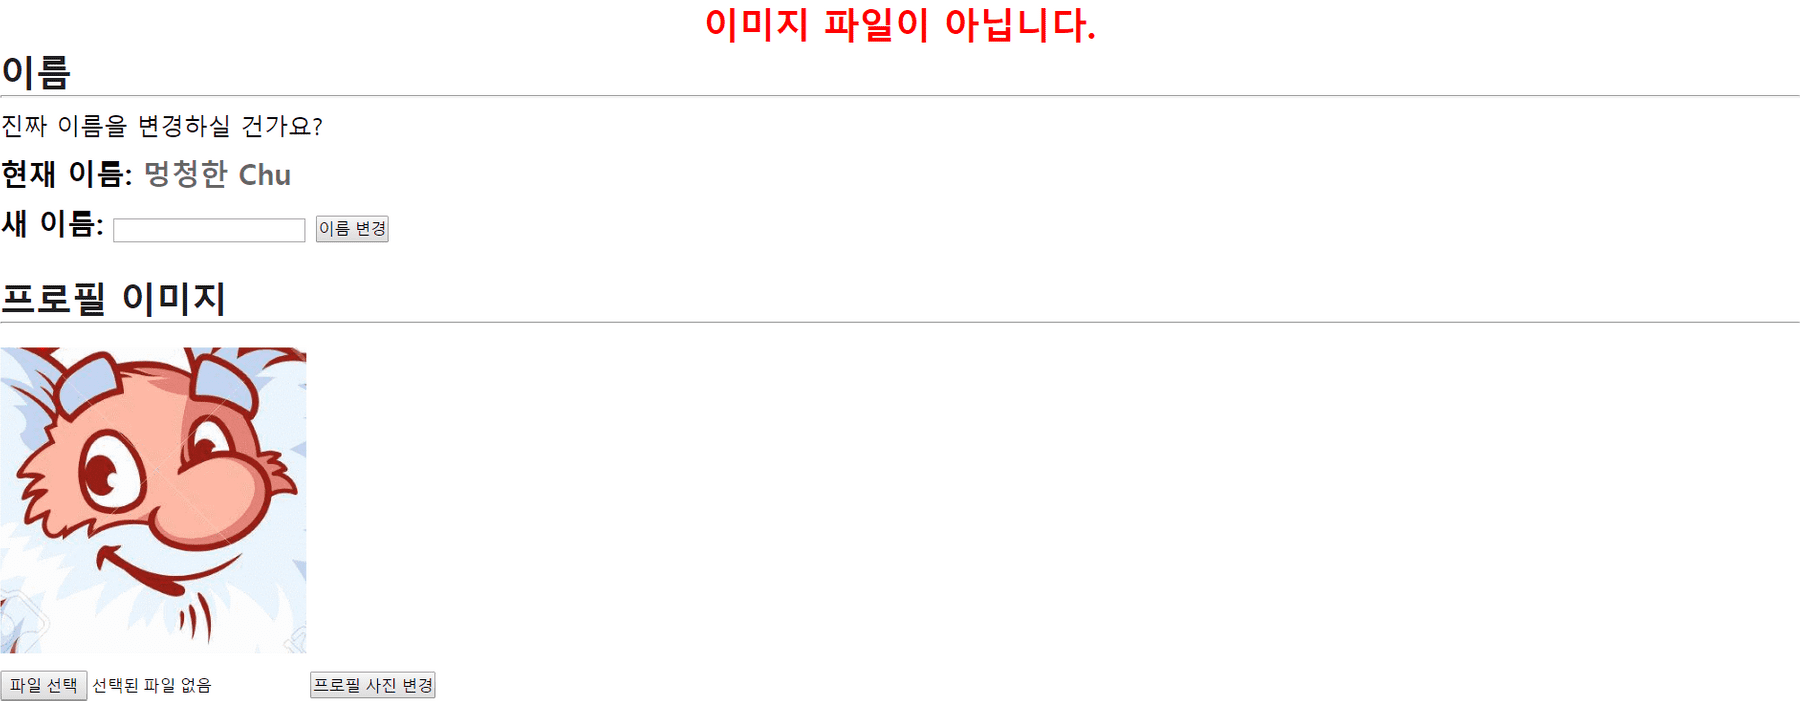 이미지 파일이 아닙니다.
이름
진짜 이름을 변경하실 건가요?
현재 이름: 멍청한 Chu
새 이름: 이름 변경
프로필 이미지
파일 선택 선택된 파일 없음 프로필 사진 변경